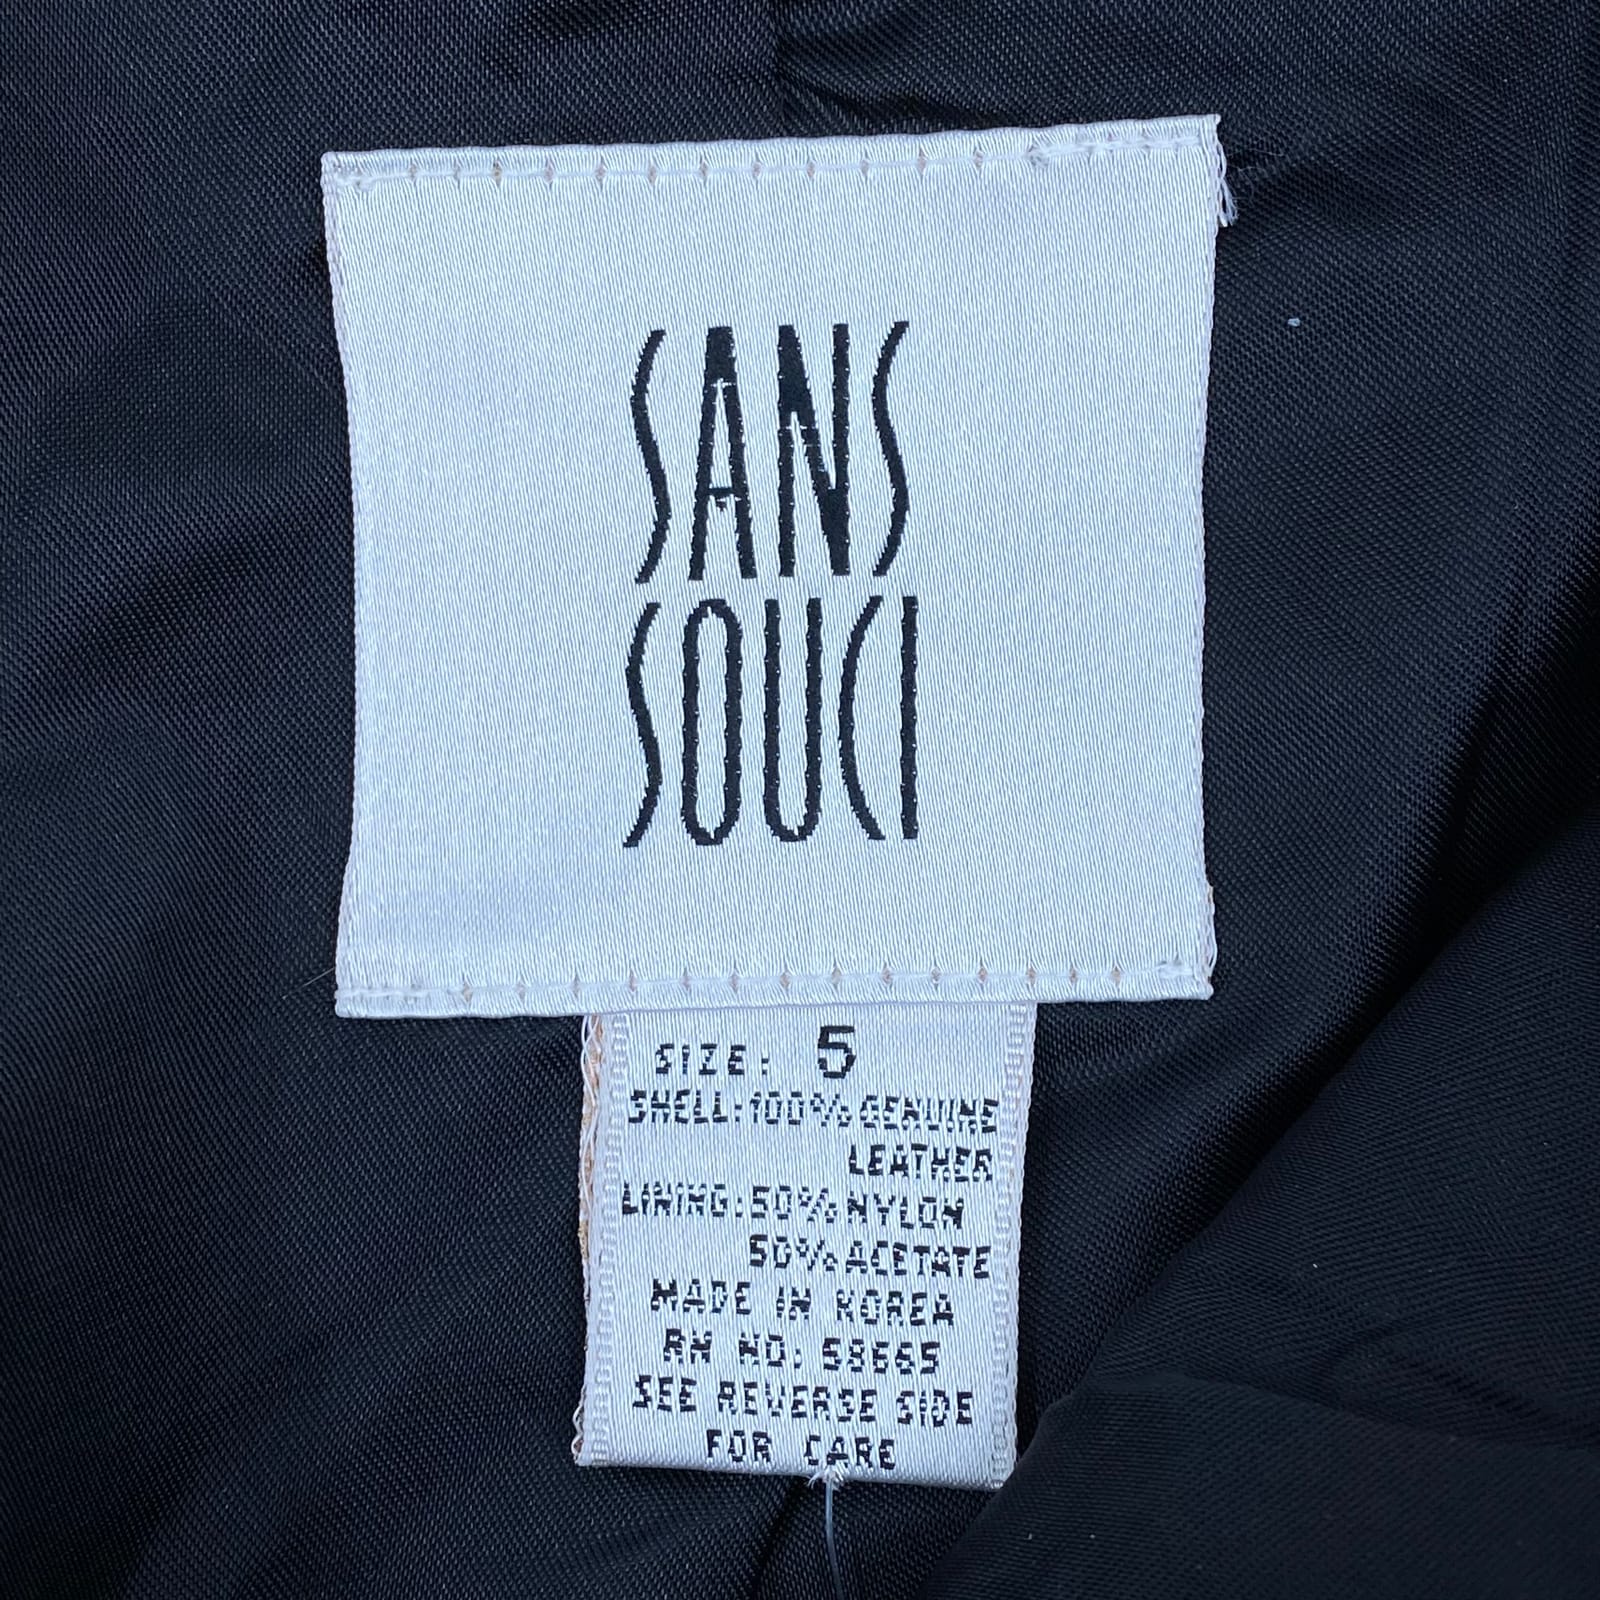 SANS
SOUCI
SIZE: 5
SHELL:100% GENUINE
LEATHER
LINING:50% NYLON
50% ACETATE
MADE IN KOREA
RN NO: 58665
SEE REVERSE SIDE
FOR CARE